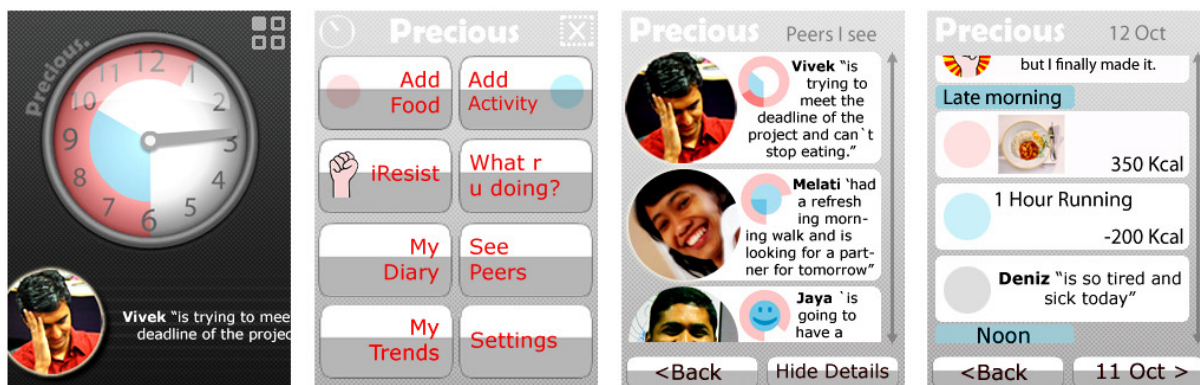 Precious.
12
1
2
3
4
5
6
7
8
9
10
11
Vivek “is trying to mee
deadline of the projec
Precious
Add
Food
Add
Activity
iResist
What r
u doing?
My
Diary
See
Peers
My
Trends
Settings
Precious
Peers I see
Vivek “is
trying to
meet the
deadline of the
project and can`t
stop eating.”
Melati ‘had
a refresh
ing morn-
ing walk and is
looking for a part-
ner for tomorrow”
Jaya `is
going to
have a
<Back
Hide Details
Precious
12 Oct
but I finally made it.
Late morning
350 Kcal
1 Hour Running
-200 Kcal
Deniz “is so tired and
sick today”
Noon
<Back
11 Oct >